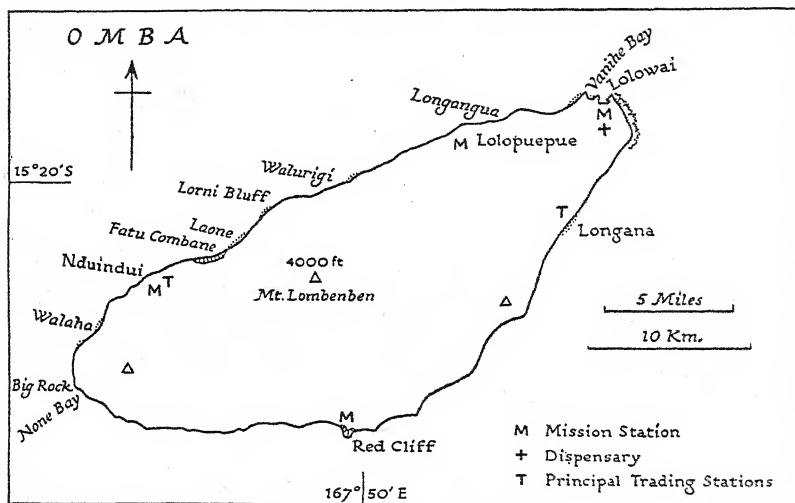 OMBA
Vanihe Bay
Lolowai
M
+
Longangua
M Lolopuepue
Walurigi
15°20'S
Lorni Bluff
Laone
Fatu Combane
T
Longana
4000 ft
Mt. Lombenben
Nduindui
M T
5 Miles
10 Km.
Walaha
Big Rock
None Bay
M
Red Cliff
M Mission Station
+ Dispensary
T Principal Trading Stations
167° 50' E